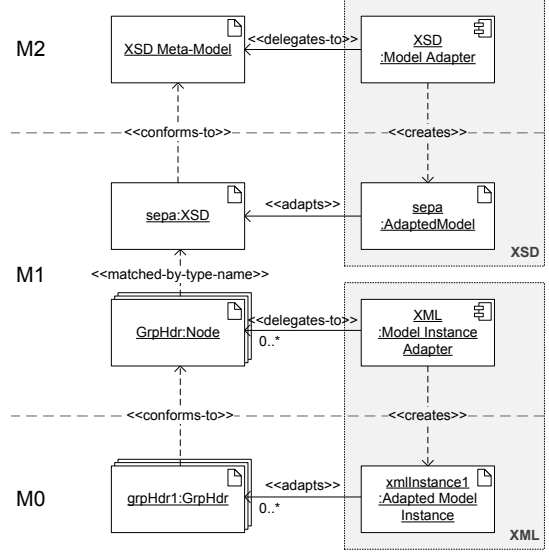 M2
XSD Meta-Model
<<delegates-to>>
XSD
:Model Adapter
<<conforms-to>>
<<creates>>
sepa:XSD
<<adapts>>
sepa
:AdaptedModel
XSD
M1
<<matched-by-type-name>>
GrpHdr:Node
<<delegates-to>>
0..*
XML
:Model Instance
Adapter
<<conforms-to>>
<<creates>>
M0
grpHdr1:GrpHdr
<<adapts>>
0..*
xmlInstance1
:Adapted Model
Instance
XML